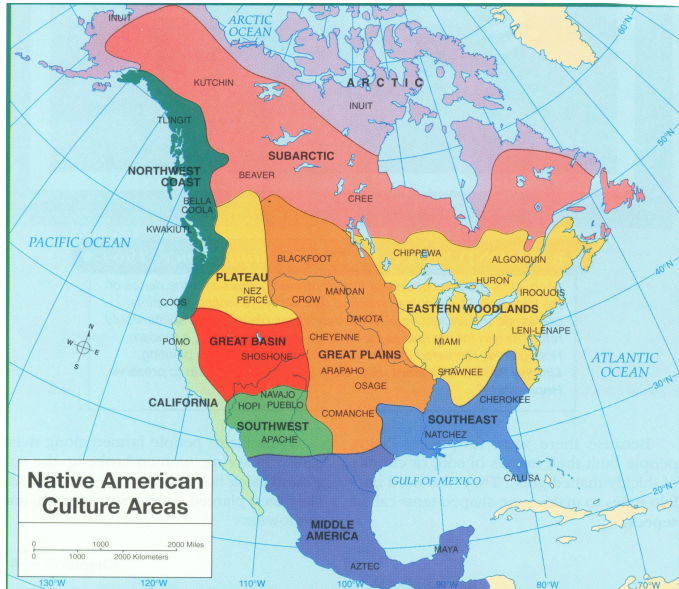 INUIT
ARCTIC
OCEAN
60°N
KUTCHIN
ARCTIC
INUIT
TLINGIT
50°N
SUBARCTIC
NORTHWEST
COAST
BEAVER
CREE
BELLA
COOLA
KWAKIUTL
PACIFIC OCEAN
CHIPPEWA
ALGONQUIN
BLACKFOOT
40°N
PLATEAU
HURON
NEZ
PERCÉ
MANDAN
IROQUOIS
CROW
COOS
EASTERN WOODLANDS
DAKOTA
N
W
E
S
LENI-LENAPE
CHEYENNE
POMO
GREAT BASIN
MIAMI
SHOSHONE
GREAT PLAINS
ATLANTIC
OCEAN
ARAPAHO
SHAWNEE
30°N
OSAGE
NAVAJO
CALIFORNIA
HOPI
PUEBLO
CHEROKEE
COMANCHE
SOUTHEAST
SOUTHWEST
NATCHEZ
APACHE
CALUSA
GULF OF MEXICO
20°N
Native American
Culture Areas
0 1000 2000 Miles
0 1000 2000 Kilometers
MIDDLE
AMERICA
MAYA
AZTEC
130°W
120°W
110°W
100°W
90°W
80°W
70°W